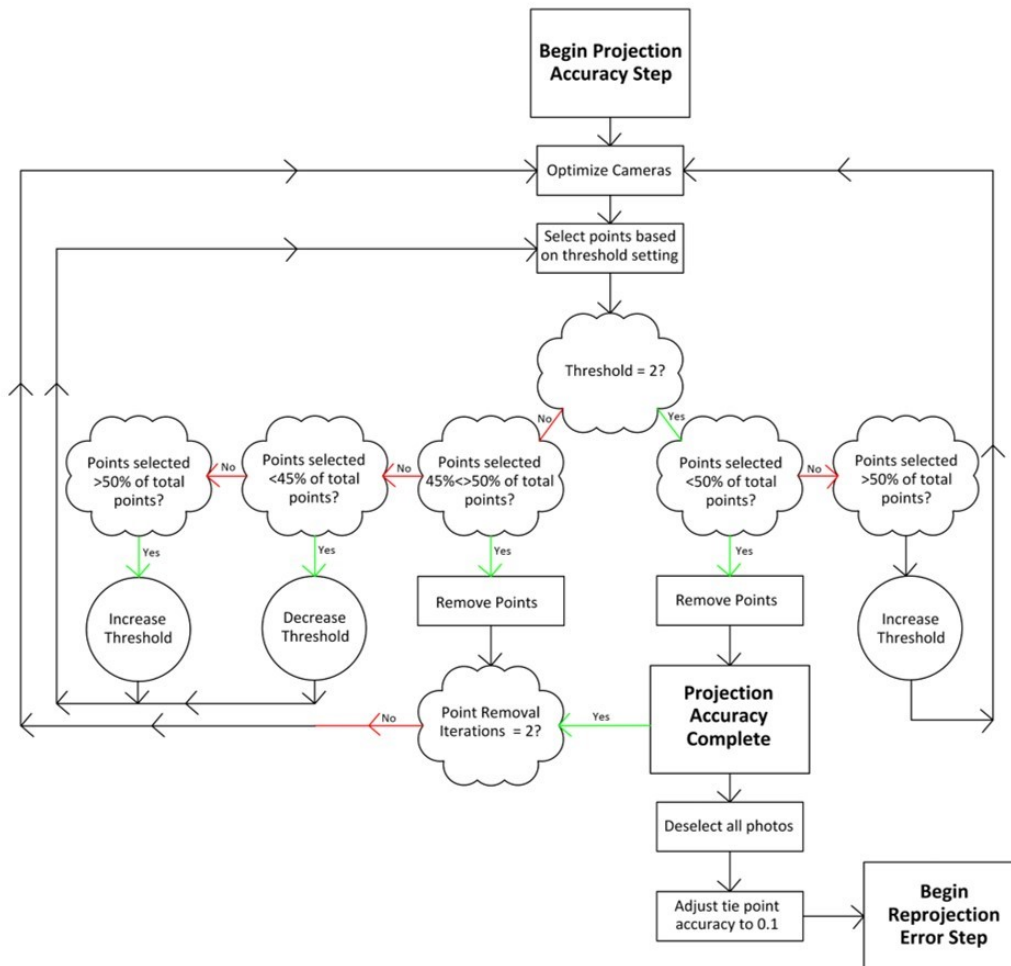 Begin Projection
Accuracy Step
Optimize Cameras
Select points based
on threshold setting
Threshold = 2?
No
Yes
Points selected
>50% of total
points?
No
Points selected
<45% of total
points?
No
Points selected
45%<>50% of total
points?
Points selected
<50% of total
points?
No
Points selected
>50% of total
points?
Yes
Yes
Yes
Yes
Increase
Threshold
Decrease
Threshold
Remove Points
Remove Points
Increase
Threshold
No
Point Removal
Iterations = 2?
Yes
Projection
Accuracy
Complete
Deselect all photos
Adjust tie point
accuracy to 0.1
Begin
Reprojection
Error Step